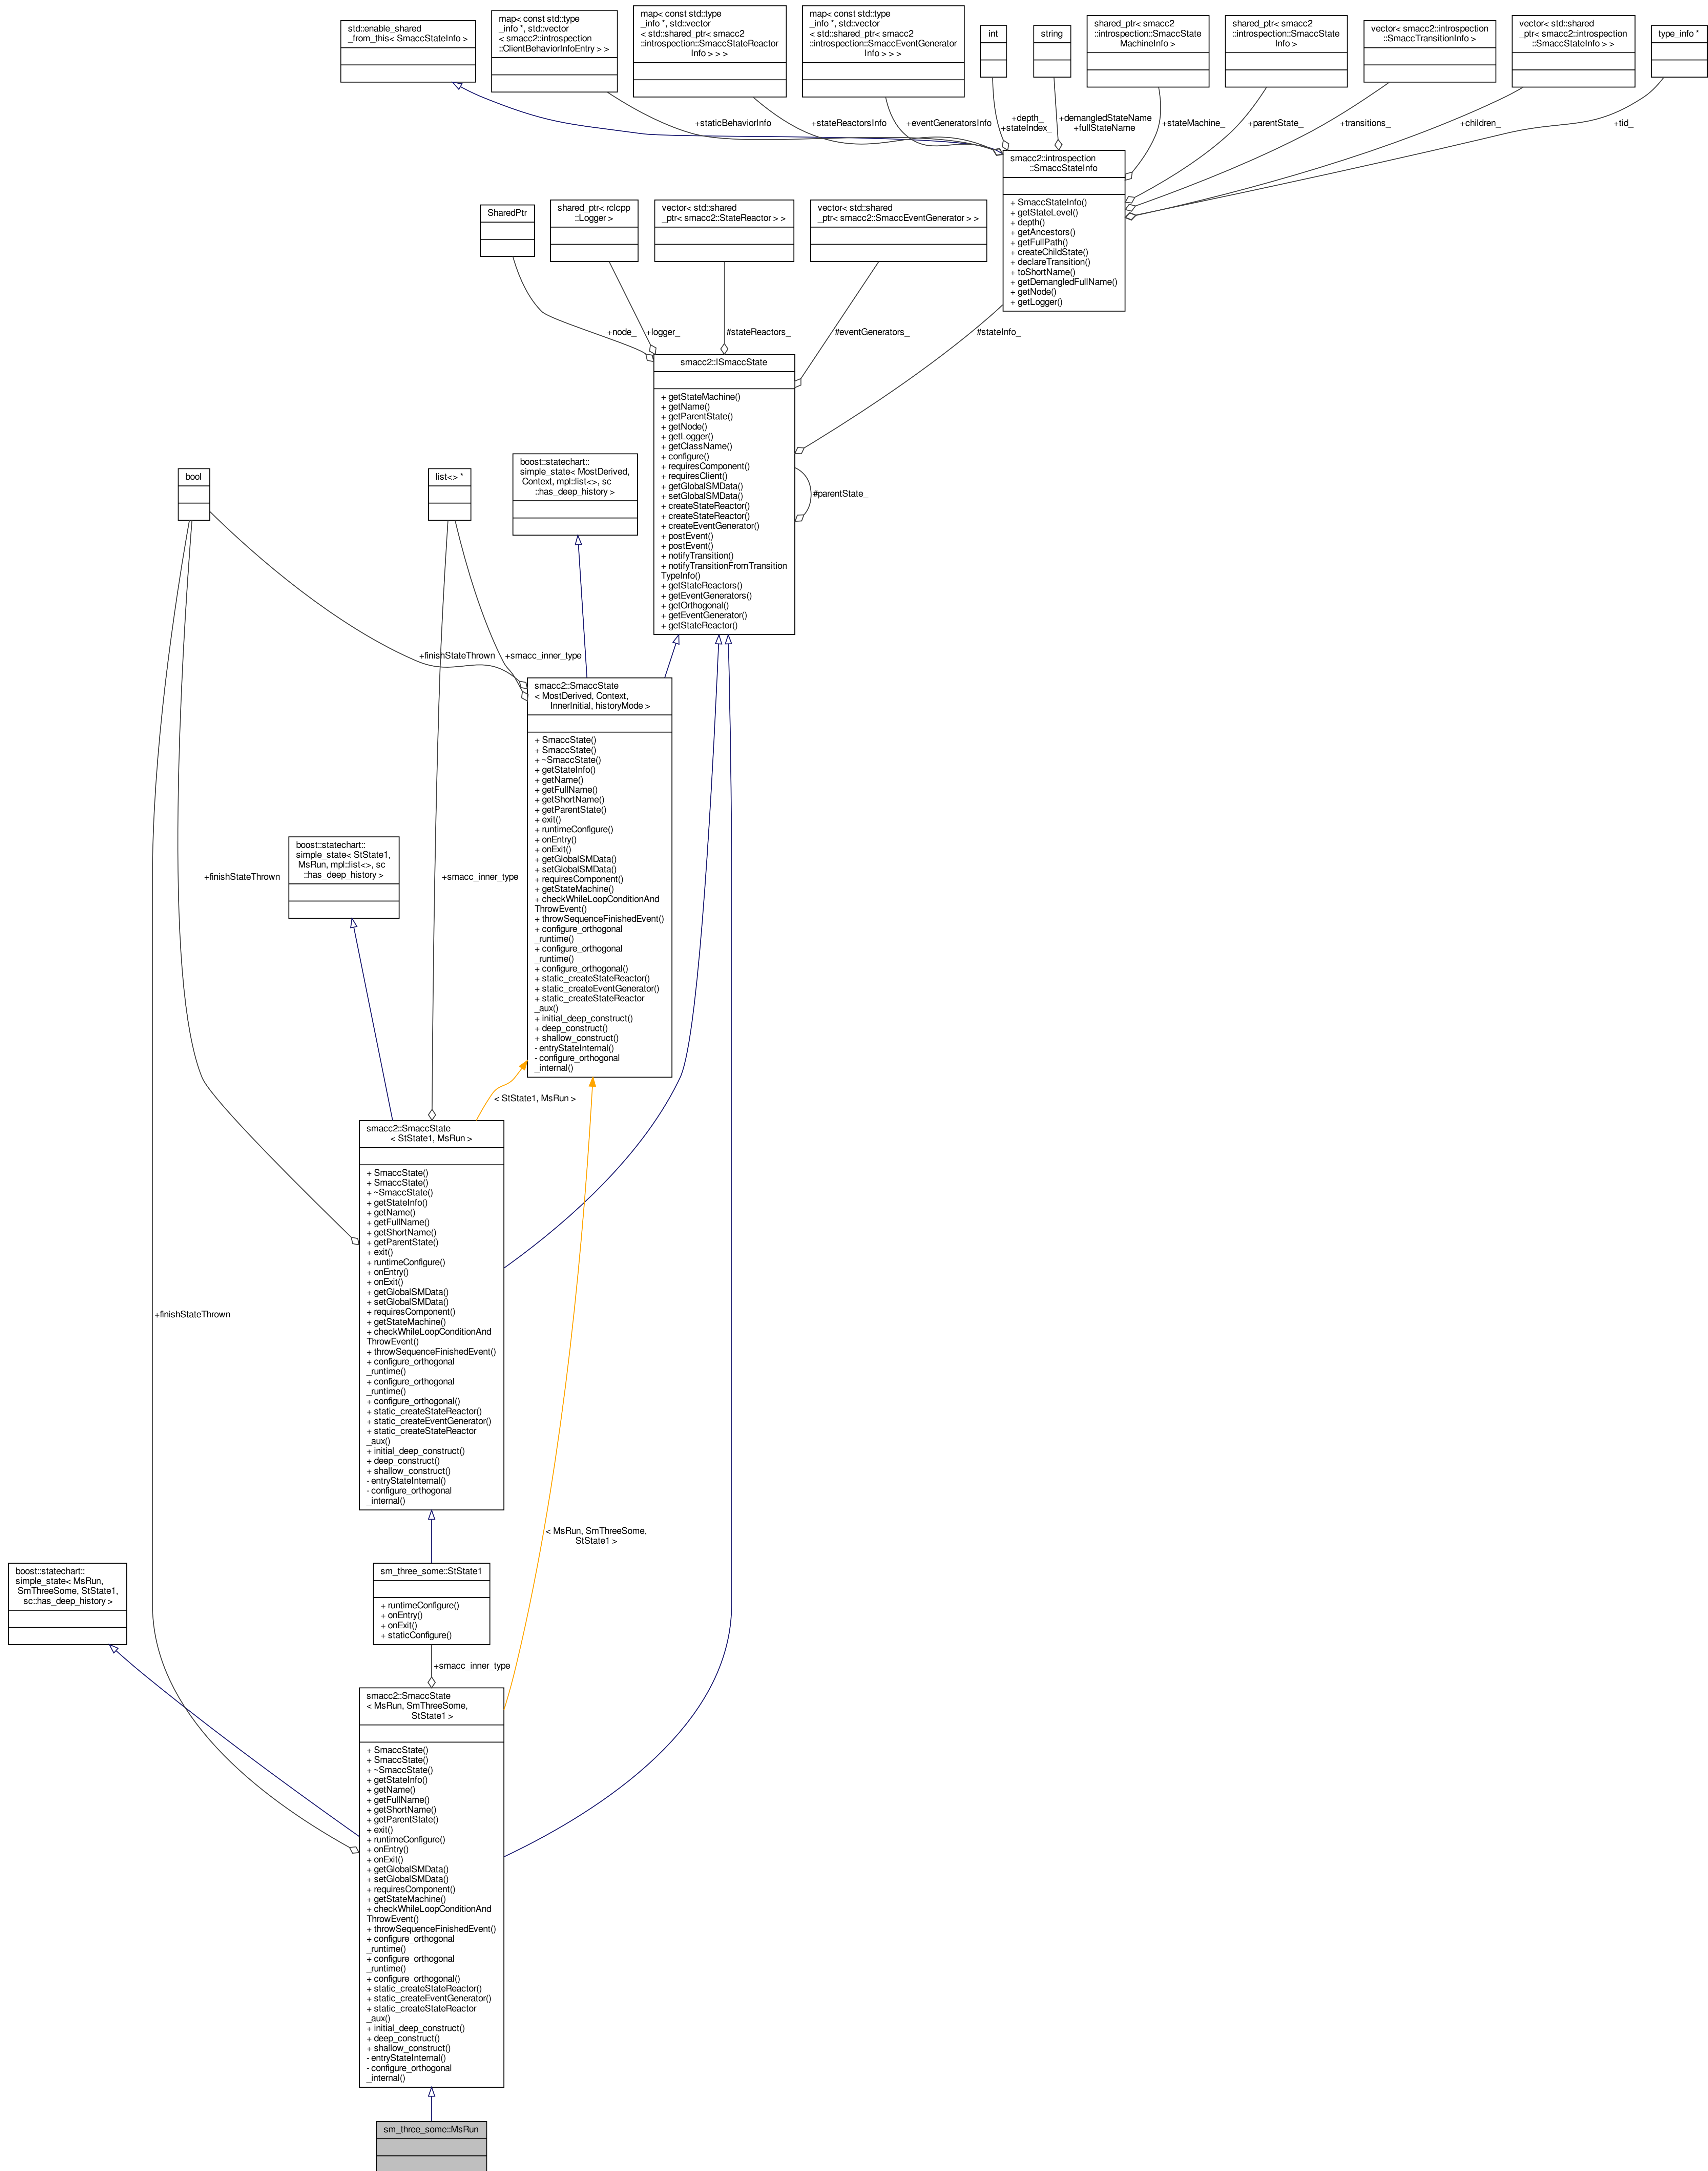 std::enable_shared
_from_this< SmaccStateInfo >
map< const std::type
_info *, std::vector
< smacc2::introspection
::ClientBehaviorInfoEntry > >
map< const std::type
_info *, std::vector
< std::shared_ptr< smacc2
::introspection::SmaccStateReactor
Info > > >
map< const std::type
_info *, std::vector
< std::shared_ptr< smacc2
::introspection::SmaccEventGenerator
Info > > >
int
string
shared_ptr< smacc2
::introspection::SmaccState
MachineInfo >
shared_ptr< smacc2
::introspection::SmaccState
Info >
vector< smacc2::introspection
::SmaccTransitionInfo >
vector< std::shared
_ptr< smacc2::introspection
::SmaccStateInfo > >
type_info *
+staticBehaviorInfo
+stateReactorsInfo
+eventGeneratorsInfo
+depth_
+stateIndex_
+demangledStateName
+fullStateName
+stateMachine_
+parentState_
+transitions_
+children_
+tid_
smacc2::introspection
::SmaccStateInfo
+ SmaccStateInfo()
+ getStateLevel()
+ depth()
+ getAncestors()
+ getFullPath()
+ createChildState()
+ declareTransition()
+ toShortName()
+ getDemangledFullName()
+ getNode()
+ getLogger()
SharedPtr
shared_ptr< rclcpp
::Logger >
vector< std::shared
_ptr< smacc2::StateReactor > >
vector< std::shared
_ptr< smacc2::SmaccEventGenerator > >
+node_
+logger_
#stateReactors_
#eventGenerators_
#stateInfo_
smacc2::ISmaccState
+ getStateMachine()
+ getName()
+ getParentState()
+ getNode()
+ getLogger()
+ getClassName()
+ configure()
+ requiresComponent()
+ requiresClient()
+ getGlobalSMData()
+ setGlobalSMData()
+ createStateReactor()
+ createStateReactor()
+ createEventGenerator()
+ postEvent()
+ postEvent()
+ notifyTransition()
+ notifyTransitionFromTransition
TypeInfo()
+ getStateReactors()
+ getEventGenerators()
+ getOrthogonal()
+ getEventGenerator()
+ getStateReactor()
#parentState_
bool
list<> *
boost::statechart::
simple_state< MostDerived,
Context, mpl::list<>, sc
::has_deep_history >
+finishStateThrown
+smacc_inner_type
smacc2::SmaccState
< MostDerived, Context,
InnerInitial, historyMode >
+ SmaccState()
+ SmaccState()
+ ~SmaccState()
+ getStateInfo()
+ getName()
+ getFullName()
+ getShortName()
+ getParentState()
+ exit()
+ runtimeConfigure()
+ onEntry()
+ onExit()
+ getGlobalSMData()
+ setGlobalSMData()
+ requiresComponent()
+ getStateMachine()
+ checkWhileLoopConditionAnd
ThrowEvent()
+ throwSequenceFinishedEvent()
+ configure_orthogonal
_runtime()
+ configure_orthogonal
_runtime()
+ configure_orthogonal()
+ static_createStateReactor()
+ static_createEventGenerator()
+ static_createStateReactor
_aux()
+ initial_deep_construct()
+ deep_construct()
+ shallow_construct()
- entryStateInternal()
- configure_orthogonal
_internal()
boost::statechart::
simple_state< StState1,
MsRun, mpl::list<>, sc
::has_deep_history >
+finishStateThrown
+smacc_inner_type
< StState1, MsRun >
smacc2::SmaccState
< StState1, MsRun >
+ SmaccState()
+ SmaccState()
+ ~SmaccState()
+ getStateInfo()
+ getName()
+ getFullName()
+ getShortName()
+ getParentState()
+ exit()
+ runtimeConfigure()
+ onEntry()
+ onExit()
+ getGlobalSMData()
+ setGlobalSMData()
+ requiresComponent()
+ getStateMachine()
+ checkWhileLoopConditionAnd
ThrowEvent()
+ throwSequenceFinishedEvent()
+ configure_orthogonal
_runtime()
+ configure_orthogonal
_runtime()
+ configure_orthogonal()
+ static_createStateReactor()
+ static_createEventGenerator()
+ static_createStateReactor
_aux()
+ initial_deep_construct()
+ deep_construct()
+ shallow_construct()
- entryStateInternal()
- configure_orthogonal
_internal()
+finishStateThrown
< MsRun, SmThreeSome,
StState1 >
boost::statechart::
simple_state< MsRun,
SmThreeSome, StState1,
sc::has_deep_history >
sm_three_some::StState1
+ runtimeConfigure()
+ onEntry()
+ onExit()
+ staticConfigure()
+smacc_inner_type
smacc2::SmaccState
< MsRun, SmThreeSome,
StState1 >
+ SmaccState()
+ SmaccState()
+ ~SmaccState()
+ getStateInfo()
+ getName()
+ getFullName()
+ getShortName()
+ getParentState()
+ exit()
+ runtimeConfigure()
+ onEntry()
+ onExit()
+ getGlobalSMData()
+ setGlobalSMData()
+ requiresComponent()
+ getStateMachine()
+ checkWhileLoopConditionAnd
ThrowEvent()
+ throwSequenceFinishedEvent()
+ configure_orthogonal
_runtime()
+ configure_orthogonal
_runtime()
+ configure_orthogonal()
+ static_createStateReactor()
+ static_createEventGenerator()
+ static_createStateReactor
_aux()
+ initial_deep_construct()
+ deep_construct()
+ shallow_construct()
- entryStateInternal()
- configure_orthogonal
_internal()
sm_three_some::MsRun